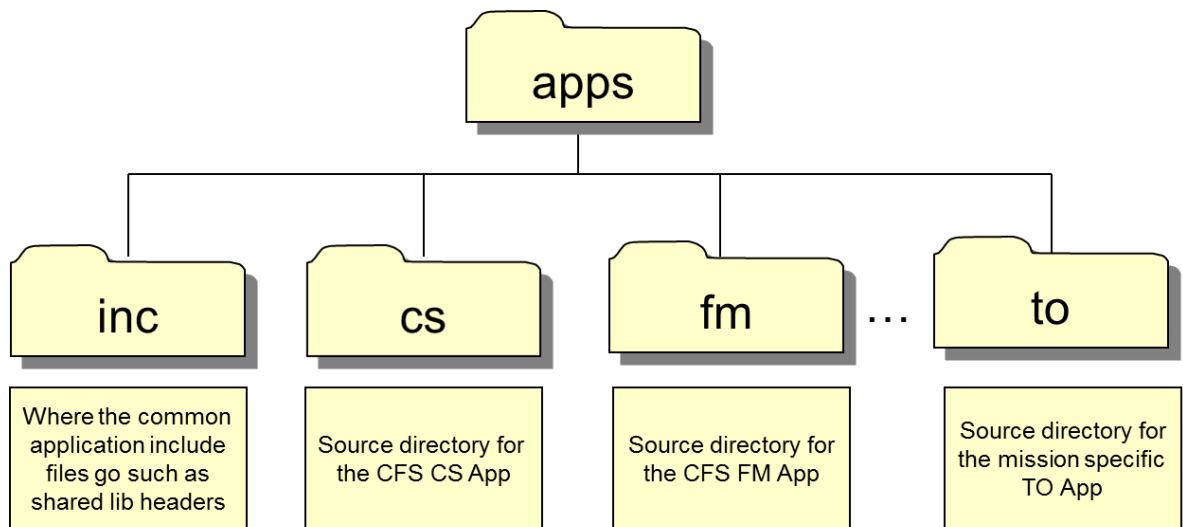 apps
inc
cs
fm
...
to
Where the common
application include
files go such as
shared lib headers
Source directory for
the CFS CS App
Source directory for
the CFS FM App
Source directory for
the mission specific
TO App